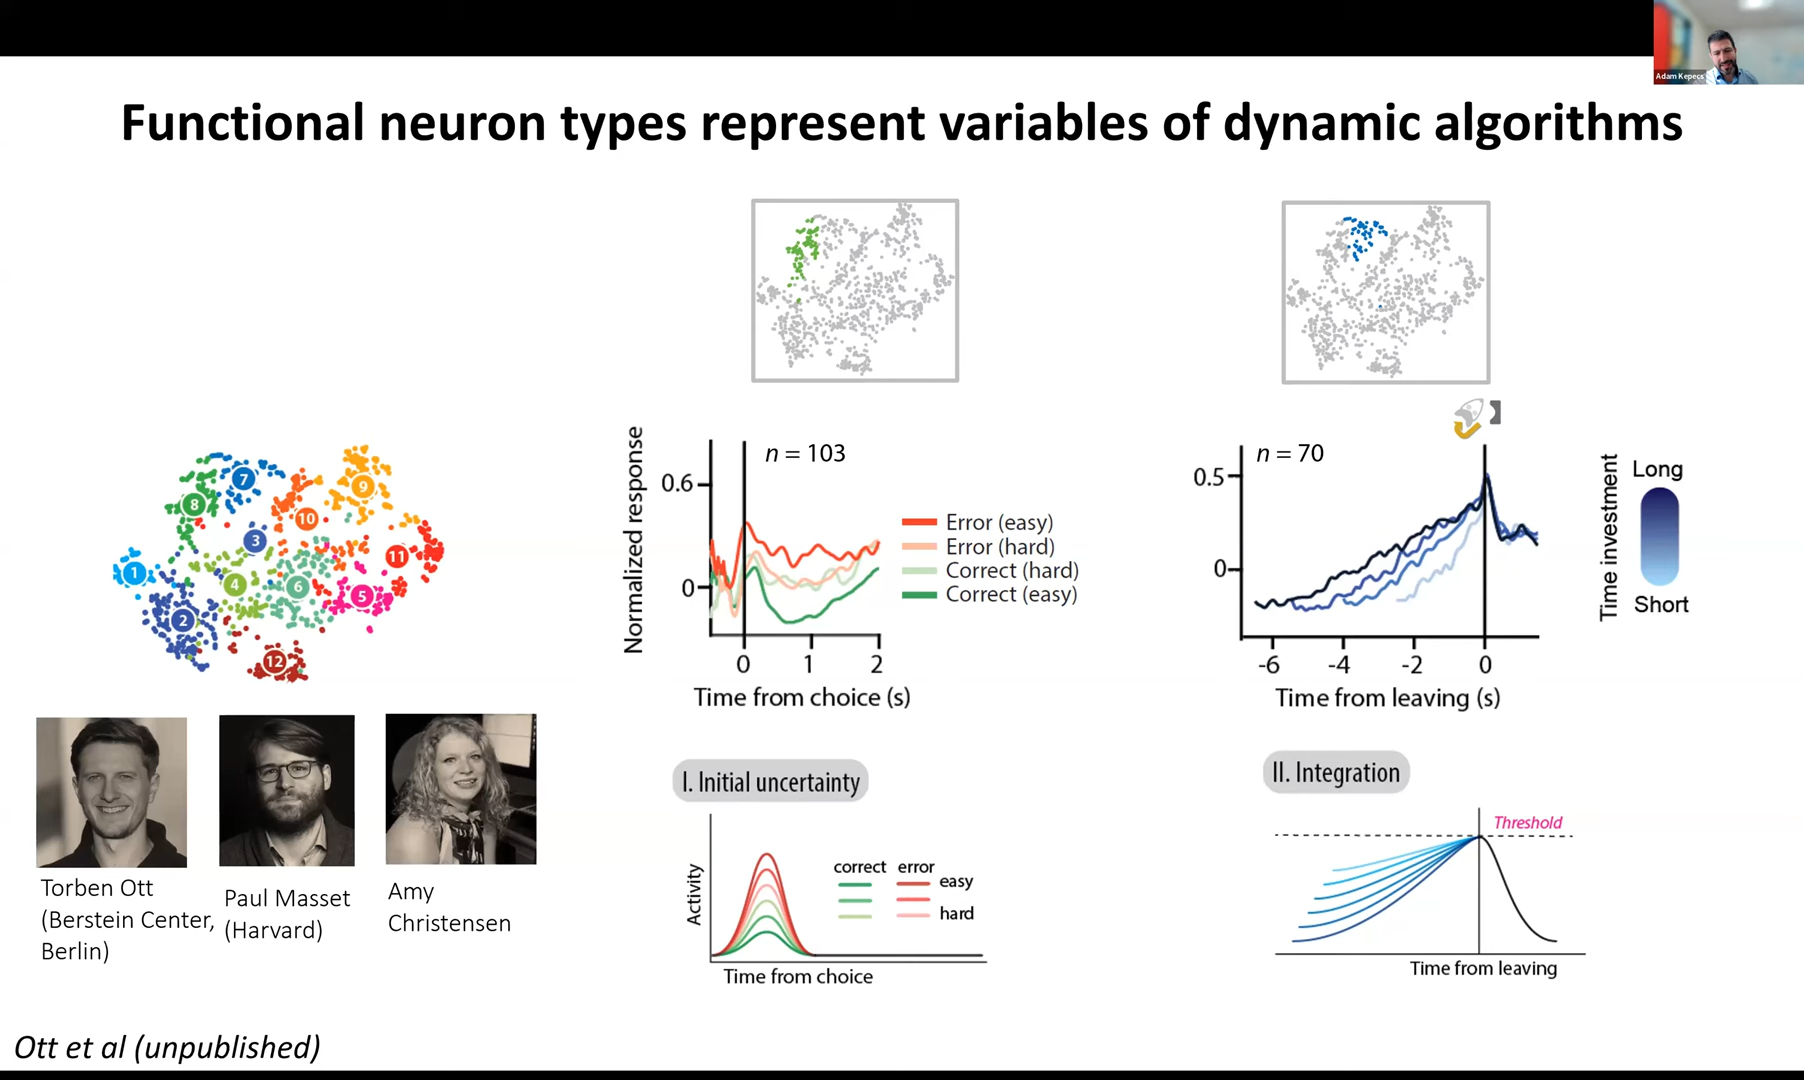 Adam Kepecs
Functional neuron types represent variables of dynamic algorithms
7
8
9
10
3
11
1
4
6
5
2
12
Torben Ott
(Berstein Center,
Berlin)
Paul Masset
(Harvard)
Amy
Christensen
Normalized response
n = 103
0.6
0
0 1 2
Time from choice (s)
Error (easy)
Error (hard)
Correct (hard)
Correct (easy)
I. Initial uncertainty
Activity
correct error
easy
hard
Time from choice
n = 70
0.5
0
-6 -4 -2 0
Time from leaving (s)
Time investment
Long
Short
II. Integration
Threshold
Time from leaving
Ott et al (unpublished)